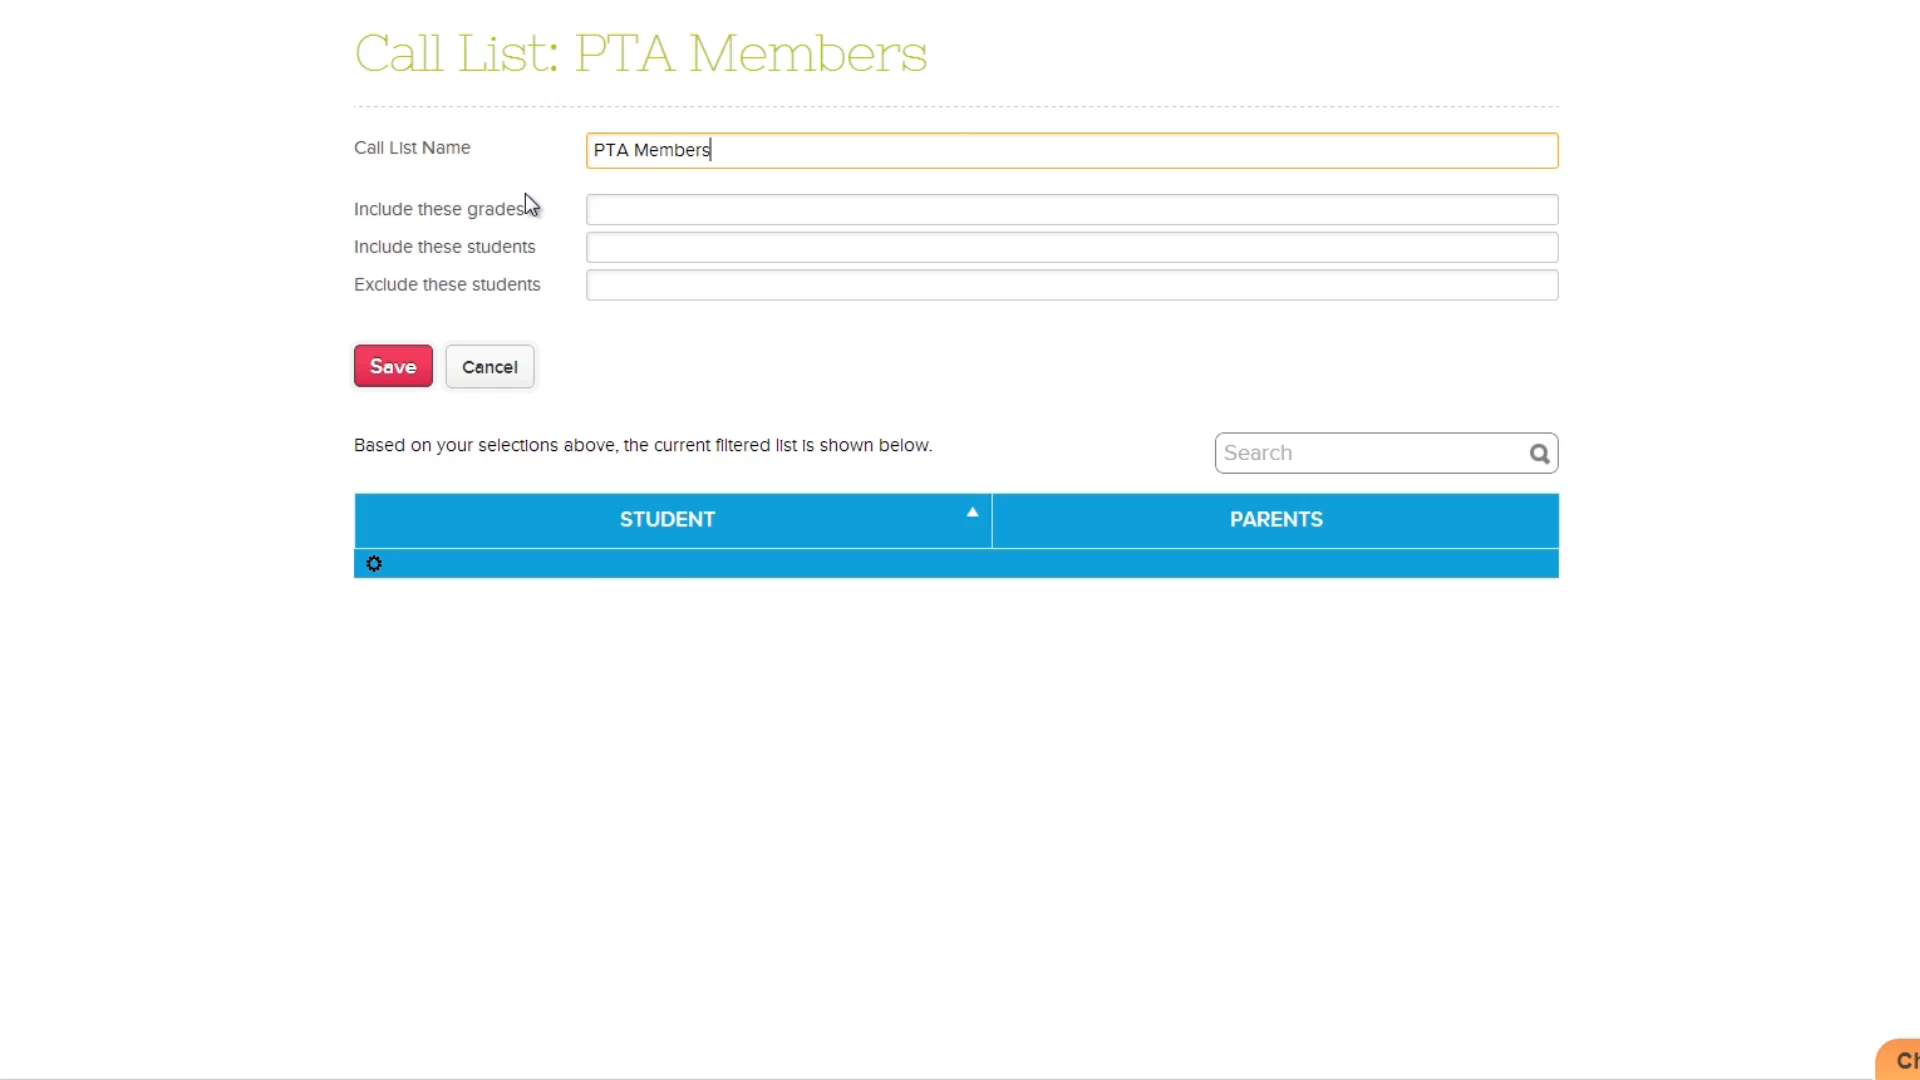 Call List: PTA Members
Call List Name
PTA Members
Include these grades
Include these students
Exclude these students
Save
Cancel
Based on your selections above, the current filtered list is shown below.
Search
STUDENT
PARENTS